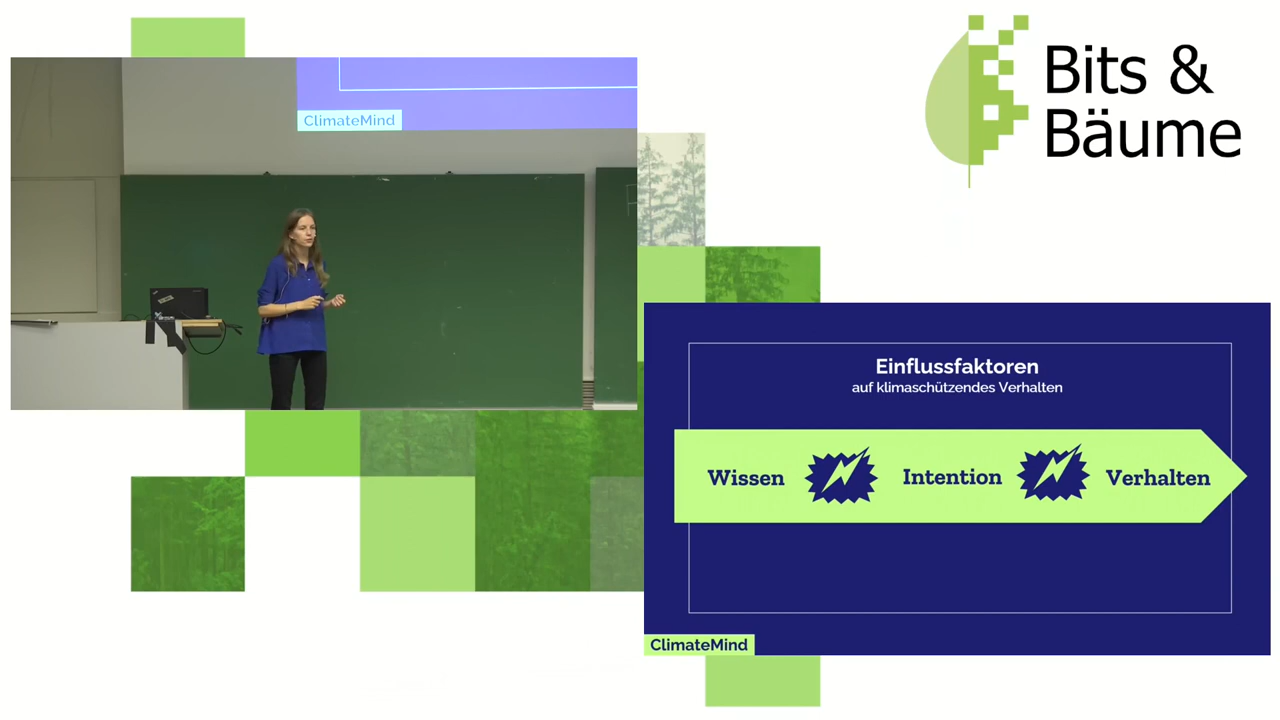 Bits &
Bäume
ClimateMind
Einflussfaktoren
auf klimaschützendes Verhalten
Wissen
Intention
Verhalten
ClimateMind